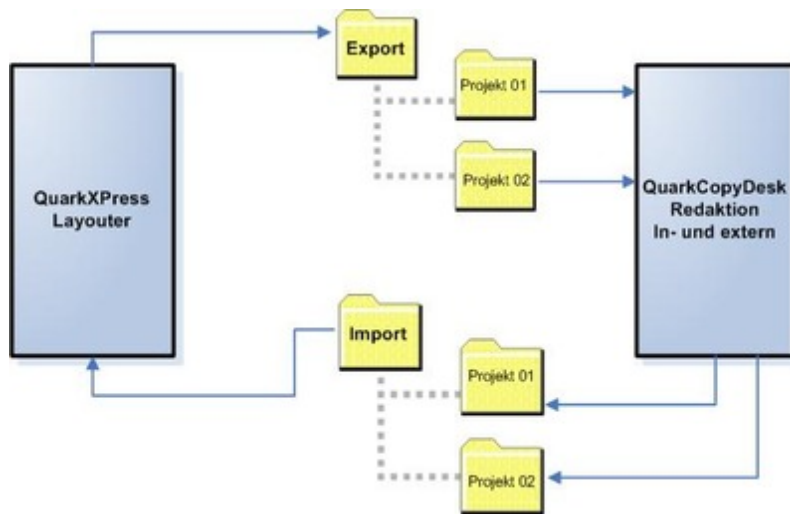 Export
Projekt 01
Projekt 02
QuarkXPress
Layouter
QuarkCopyDesk
Redaktion
In- und extern
Import
Projekt 01
Projekt 02